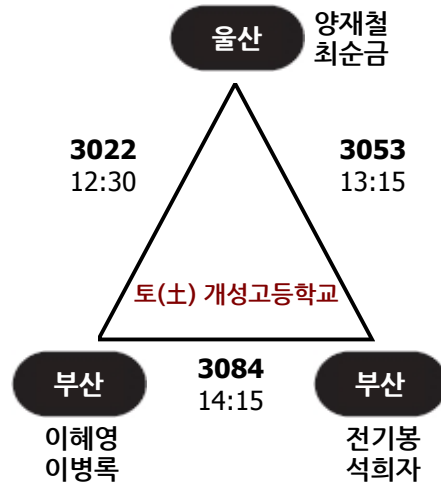 울산
양재철
최순금
3022
12:30
3053
13:15
토(土) 개성고등학교
부산
3084
14:15
부산
이혜영
이병록
전기봉
석희자